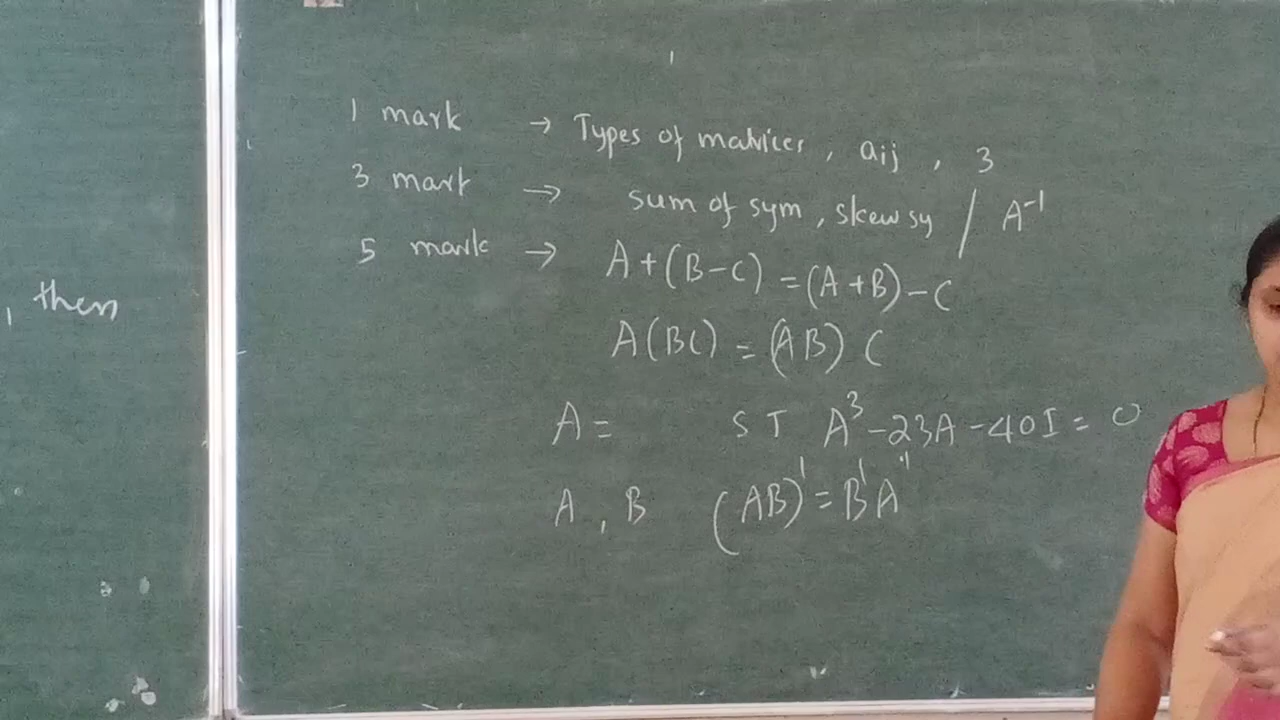 , then
1 mark → Types of matrices, aij, 3
3 mark → sum of sym, skew sy / A⁻¹
5 mark → A+(B-C) = (A+B)-C
A(BC) = (AB) C
A = S T A³-23A-40I = 0
A, B (AB)' = B'A'